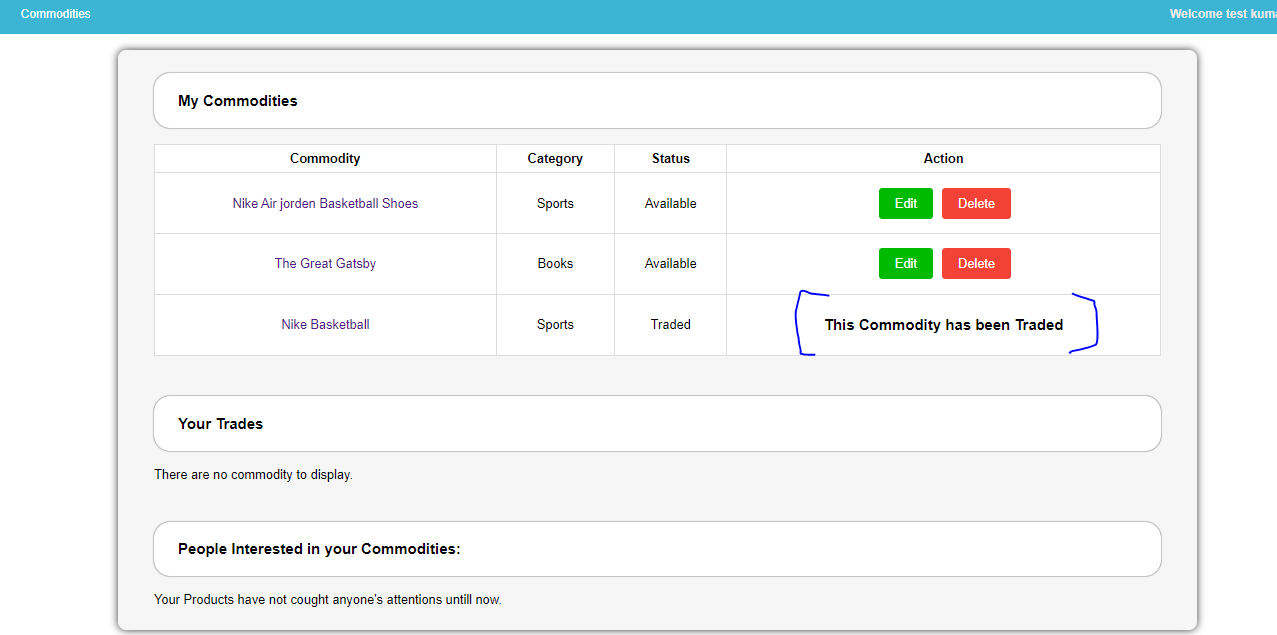 Commodities Welcome test kuma
My Commodities
Commodity Category Status Action
Nike Air jorden Basketball Shoes Sports Available Edit Delete
The Great Gatsby Books Available Edit Delete
Nike Basketball Sports Traded This Commodity has been Traded
Your Trades
There are no commodity to display.
People Interested in your Commodities:
Your Products have not cought anyone's attentions untill now.